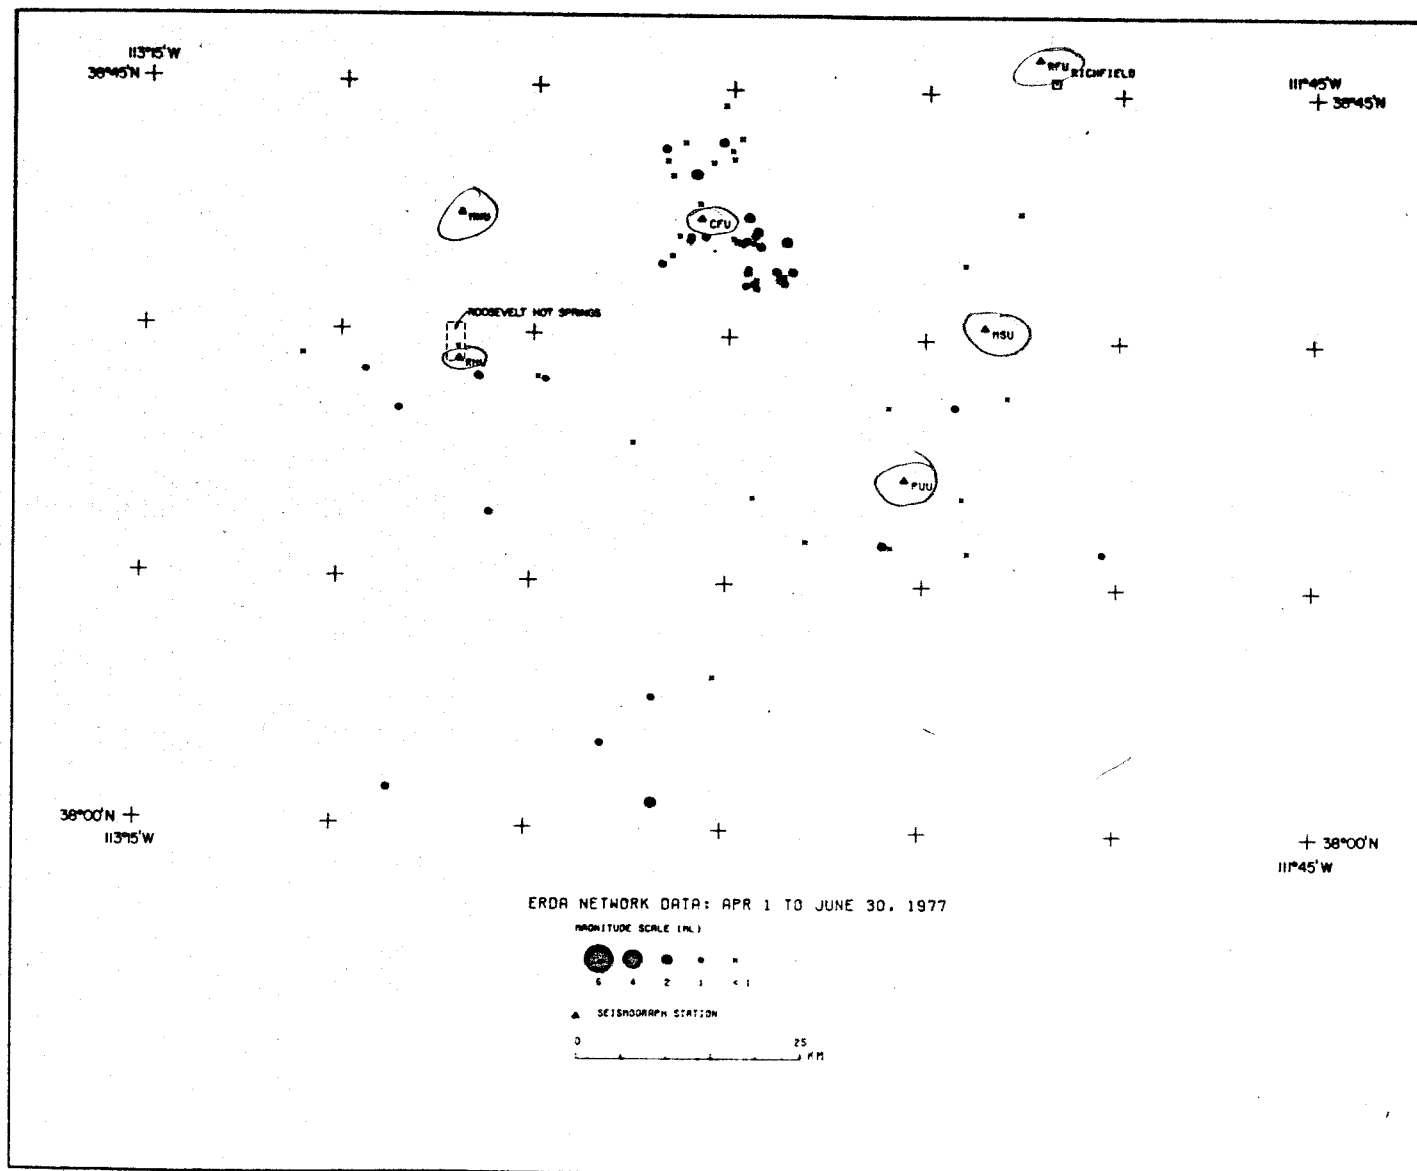 113°15'W
38°45'N
RFU
RICHFIELD
111°45'W
38°45'N
CFU
ROOSEVELT HOT SPRINGS
MSU
PUU
38°00'N
113°15'W
38°00'N
111°45'W
ERDA NETWORK DATA: APR 1 TO JUNE 30, 1977
MAGNITUDE SCALE (ML)
6 4 2 1 < 1
SEISMOGRAPH STATION
0 25
KM